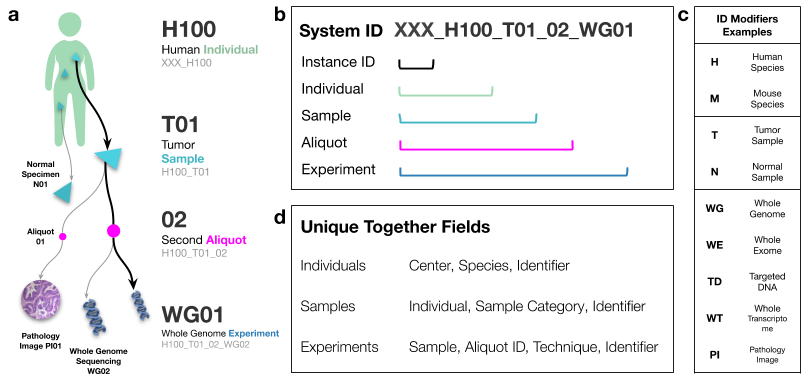 a
H100
Human Individual
XXX_H100
T01
Tumor
Sample
H100_T01
Normal
Specimen
N01
02
Second Aliquot
H100_T01_02
Aliquot
01
WG01
Whole Genome Experiment
H100_T01_02_WG02
Pathology
Image PI01
Whole Genome
Sequencing
WG02
b
System ID XXX_H100_T01_02_WG01
Instance ID
Individual
Sample
Aliquot
Experiment
d
Unique Together Fields
Individuals Center, Species, Identifier
Samples Individual, Sample Category, Identifier
Experiments Sample, Aliquot ID, Technique, Identifier
c
ID Modifiers
Examples
H Human
Species
M Mouse
Species
T Tumor
Sample
N Normal
Sample
WG Whole
Genome
WE Whole
Exome
TD Targeted
DNA
WT Whole
Transcripto
me
PI Pathology
Image